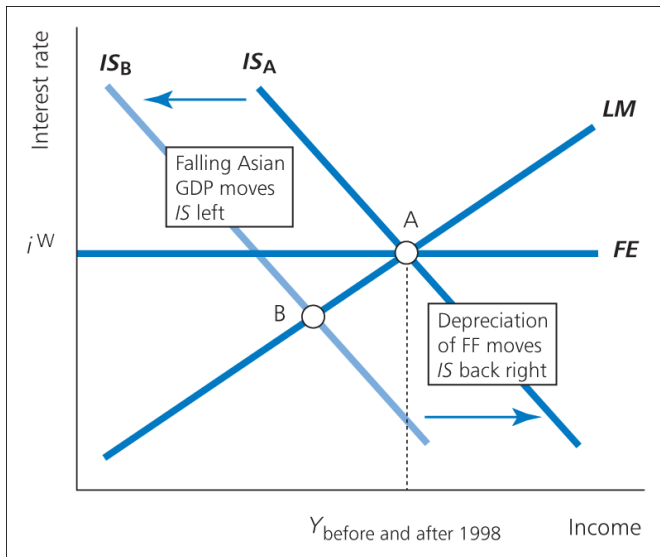 Interest rate
IS_B
IS_A
LM
Falling Asian
GDP moves
IS left
A
i^W
FE
B
Depreciation
of FF moves
IS back right
Y_before and after 1998
Income